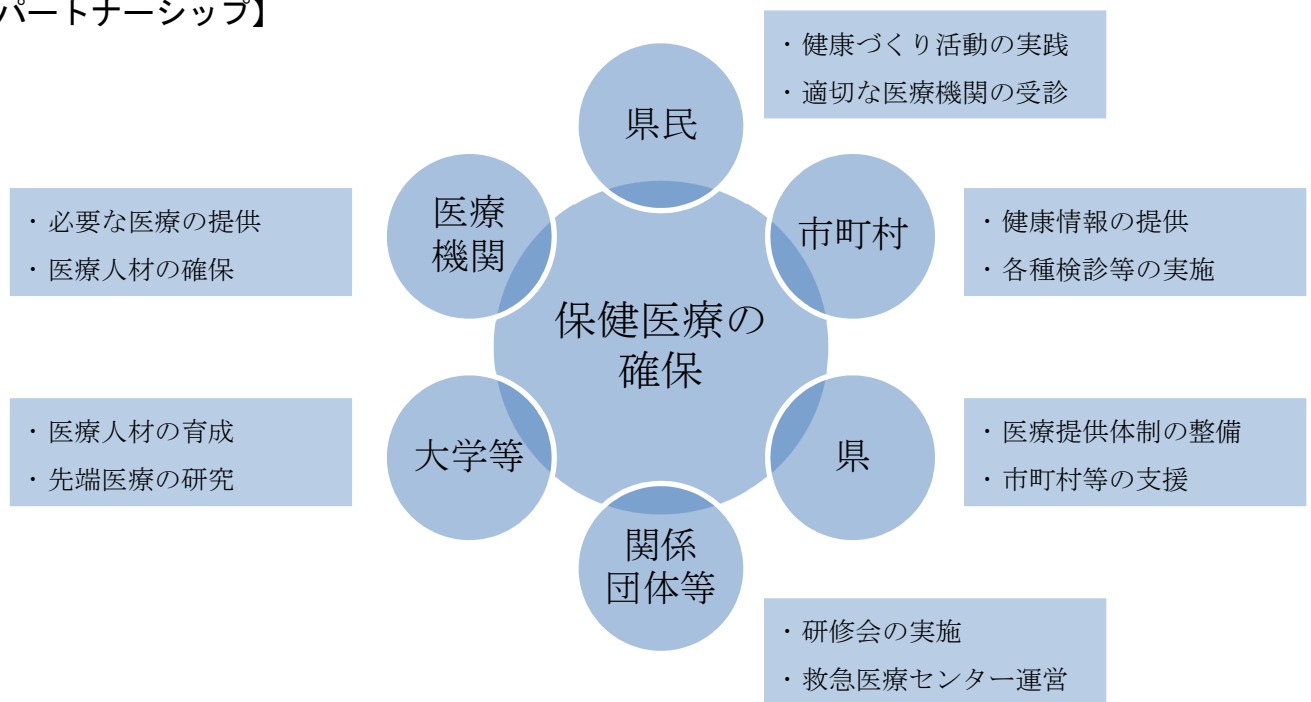 パートナーシップ】
・健康づくり活動の実践
・適切な医療機関の受診
県民
医療
機関
・必要な医療の提供
・医療人材の確保
市町村
・健康情報の提供
・各種検診等の実施
保健医療の
確保
大学等
・医療人材の育成
・先端医療の研究
県
・医療提供体制の整備
・市町村等の支援
関係
団体等
・研修会の実施
・救急医療センター運営